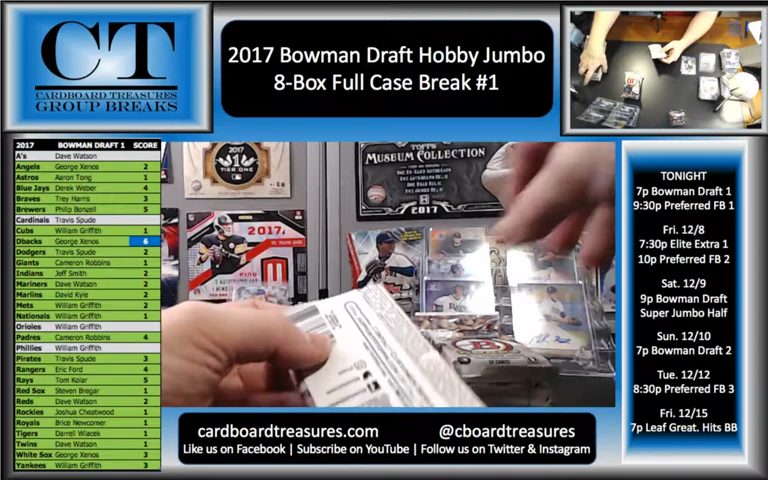 CT
CARDBOARD TREASURES
GROUP BREAKS
2017 Bowman Draft Hobby Jumbo
8-Box Full Case Break #1
2017 BOWMAN DRAFT 1 SCORE
A's Dave Watson
Angels George Xenos 2
Astros Aaron Tong 1
Blue Jays Derek Weber 4
Braves Trey Harris 3
Brewers Philip Bonzell 5
Cardinals Travis Spude
Cubs William Griffith 1
Dbacks George Xenos 6
Dodgers Travis Spude 2
Giants Cameron Robbins 1
Indians Jeff Smith 2
Mariners Dave Watson 2
Marlins David Kyle 2
Mets William Griffith 2
Nationals William Griffith 1
Orioles William Griffith
Padres Cameron Robbins 4
Phillies William Griffith
Pirates Travis Spude 3
Rangers Eric Ford 4
Rays Tom Kolar 5
Red Sox Steven Bregar 1
Reds Dave Watson 2
Rockies Joshua Cheatwood 1
Royals Brice Newcomer 1
Tigers Darrell Wiacek 1
Twins Dave Watson 1
White Sox George Xenos 3
Yankees William Griffith 3
2017
TIER ONE
TOPPS
MUSEUM COLLECTION
2017
2017
TONIGHT
7p Bowman Draft 1
9:30p Preferred FB 1
Fri. 12/8
7:30p Elite Extra 1
10p Preferred FB 2
Sat. 12/9
9p Bowman Draft
Super Jumbo Half
Sun. 12/10
7p Bowman Draft 2
Tue. 12/12
8:30p Preferred FB 3
Fri. 12/15
7p Leaf Great. Hits BB
cardboardtreasures.com @cboardtreasures
Like us on Facebook | Subscribe on YouTube | Follow us on Twitter & Instagram